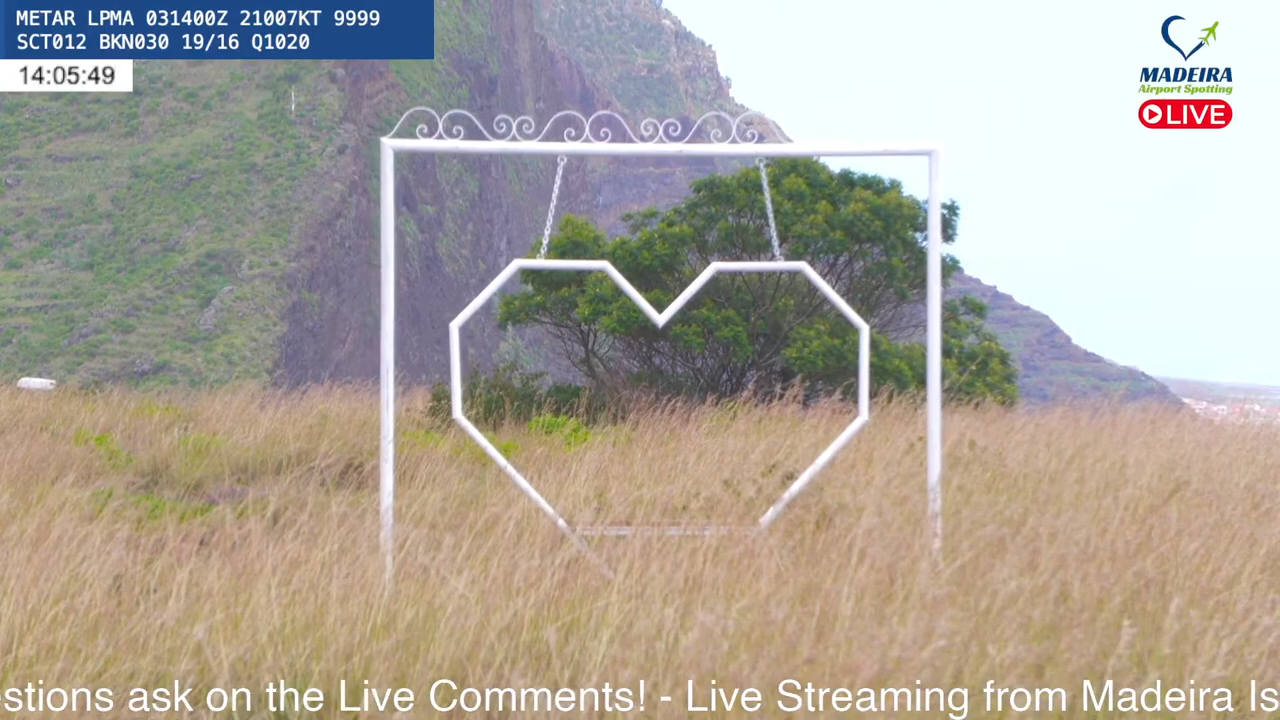 METAR LPMA 031400Z 21007KT 9999
SCT012 BKN030 19/16 Q1020
14:05:49
MADEIRA
Airport Spotting
LIVE
estions ask on the Live Comments! - Live Streaming from Madeira Is